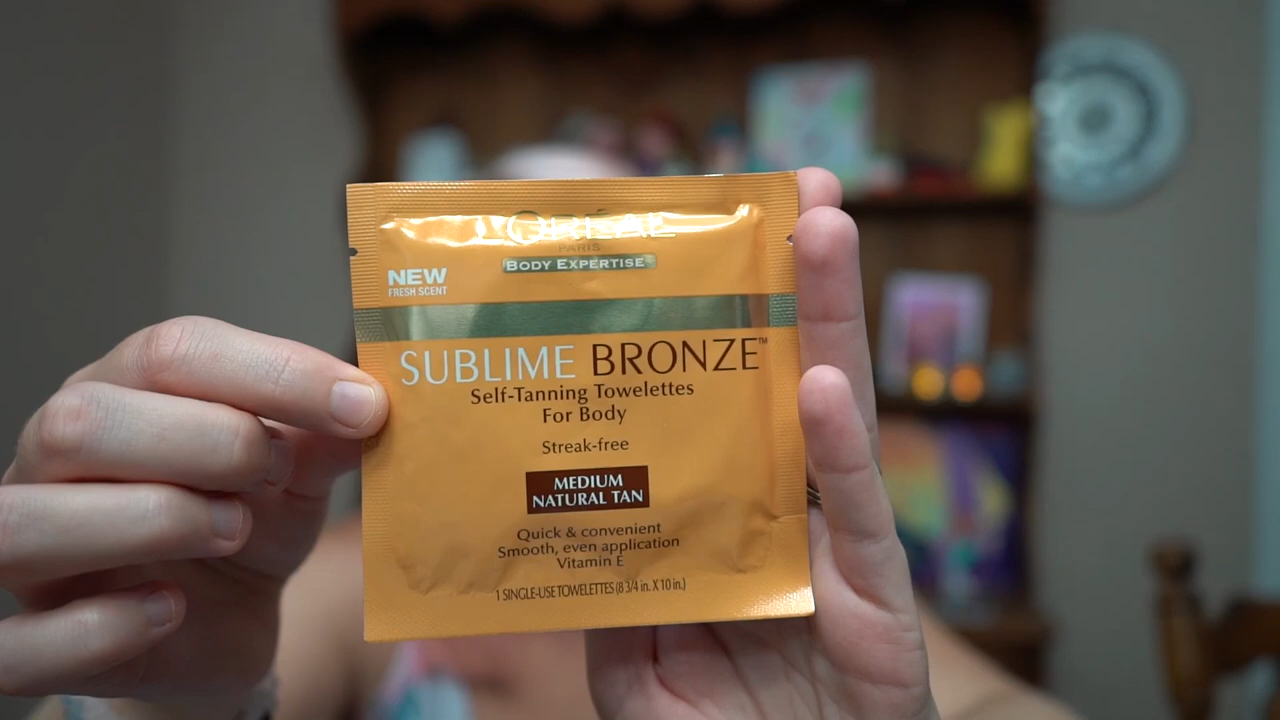 L'ORÉAL
PARIS
BODY EXPERTISE
NEW
FRESH SCENT
SUBLIME BRONZE™
Self-Tanning Towelettes
For Body
Streak-free
MEDIUM
NATURAL TAN
Quick & convenient
Smooth, even application
Vitamin E
1 SINGLE-USE TOWELETTES (8 3/4 in. X 10 in.)